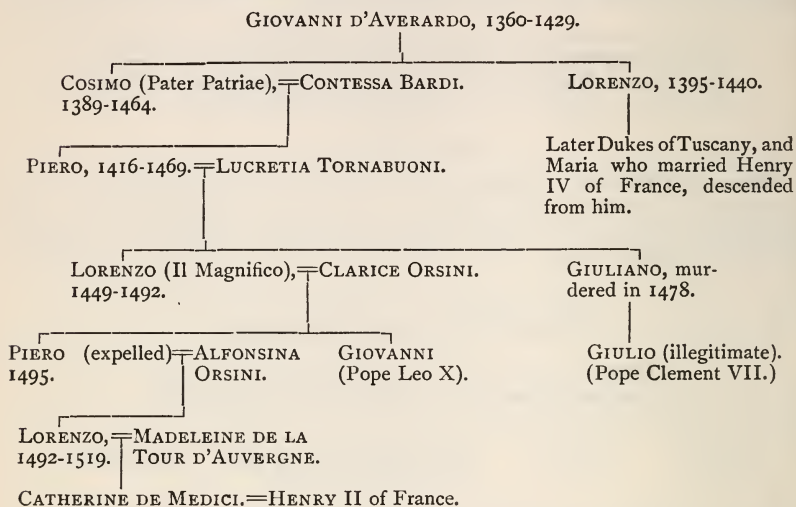 GIOVANNI D'AVERARDO, 1360-1429.
COSIMO (Pater Patriae),=CONTESSA BARDI.
1389-1464.
LORENZO, 1395-1440.
Later Dukes of Tuscany, and
Maria who married Henry
IV of France, descended
from him.
PIERO, 1416-1469.=LUCRETIA TORNABUONI.
LORENZO (Il Magnifico),=CLARICE ORSINI.
1449-1492.
GIULIANO, mur-
dered in 1478.
PIERO (expelled)=ALFONSINA
1495. ORSINI.
GIOVANNI
(Pope Leo X).
GIULIO (illegitimate).
(Pope Clement VII.)
LORENZO,=MADELEINE DE LA
1492-1519. TOUR D'AUVERGNE.
CATHERINE DE MEDICI.=HENRY II of France.